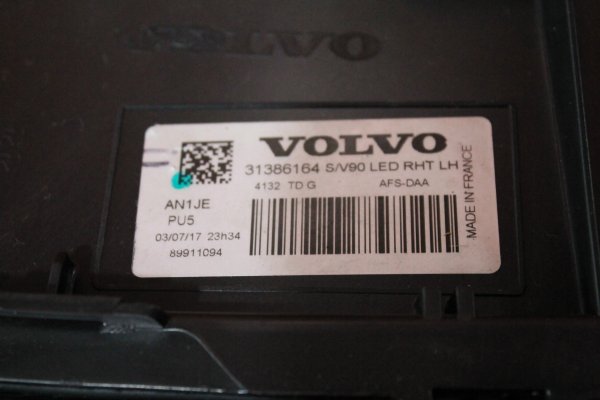 VOLVO
VOLVO
31386164 S/V90 LED RHT LH
4132 TD G AFS-DAA
AN1JE
PU5
03/07/17 23h34
89911094
MADE IN FRANCE